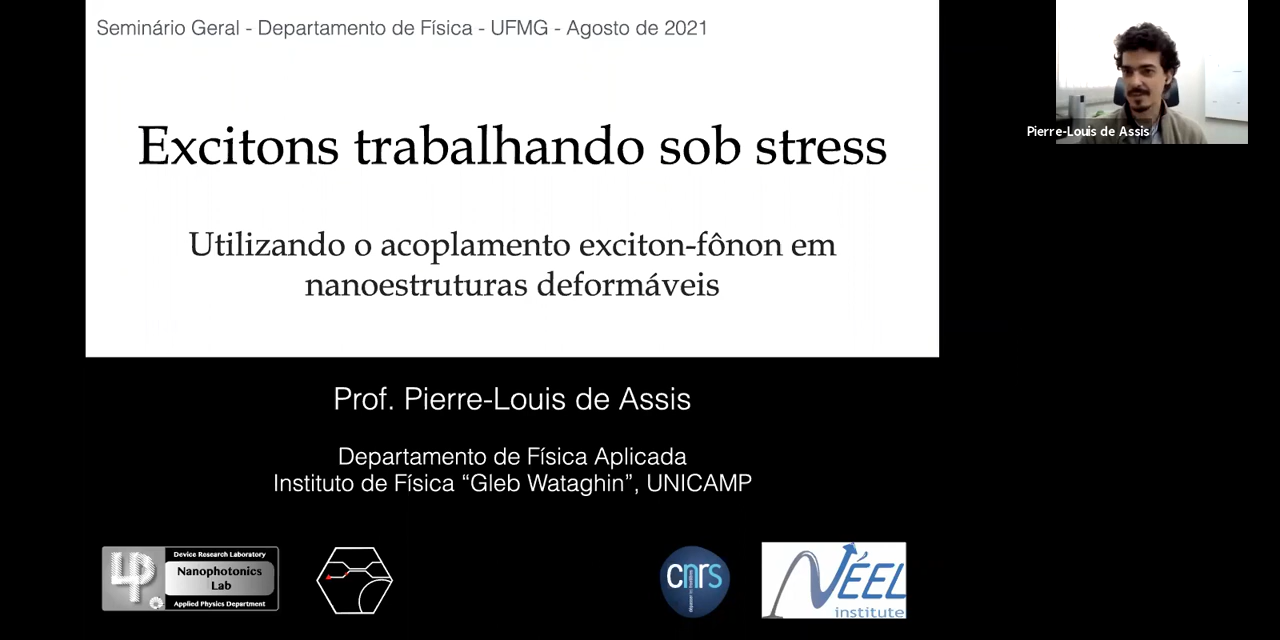 Seminário Geral - Departamento de Física - UFMG - Agosto de 2021
Excitons trabalhando sob stress
Utilizando o acoplamento exciton-fônon em
nanoestruturas deformáveis
Pierre-Louis de Assis
Prof. Pierre-Louis de Assis
Departamento de Física Aplicada
Instituto de Física “Gleb Wataghin”, UNICAMP
LPD
Device Research Laboratory
Nanophotonics
Lab
Applied Physics Department
cnrs
NÉEL
institute